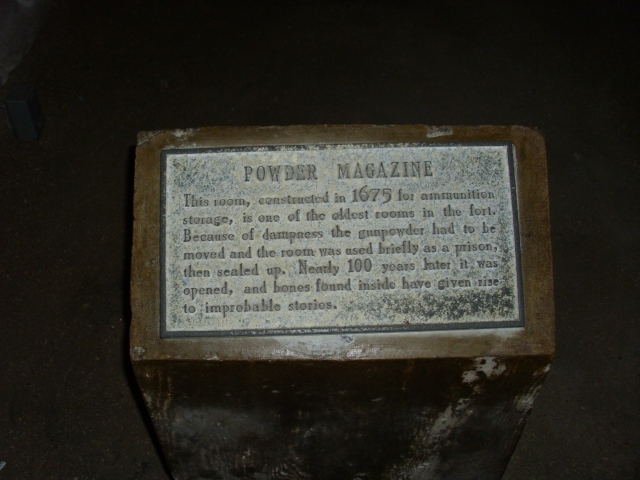 POWDER MAGAZINE
This room, constructed in 1675 for ammunition
storage, is one of the oldest rooms in the fort.
Because of dampness the gunpowder had to be
moved and the room was used briefly as a prison,
then sealed up. Nearly 100 years later it was
opened, and bones found inside have given rise
to improbable stories.